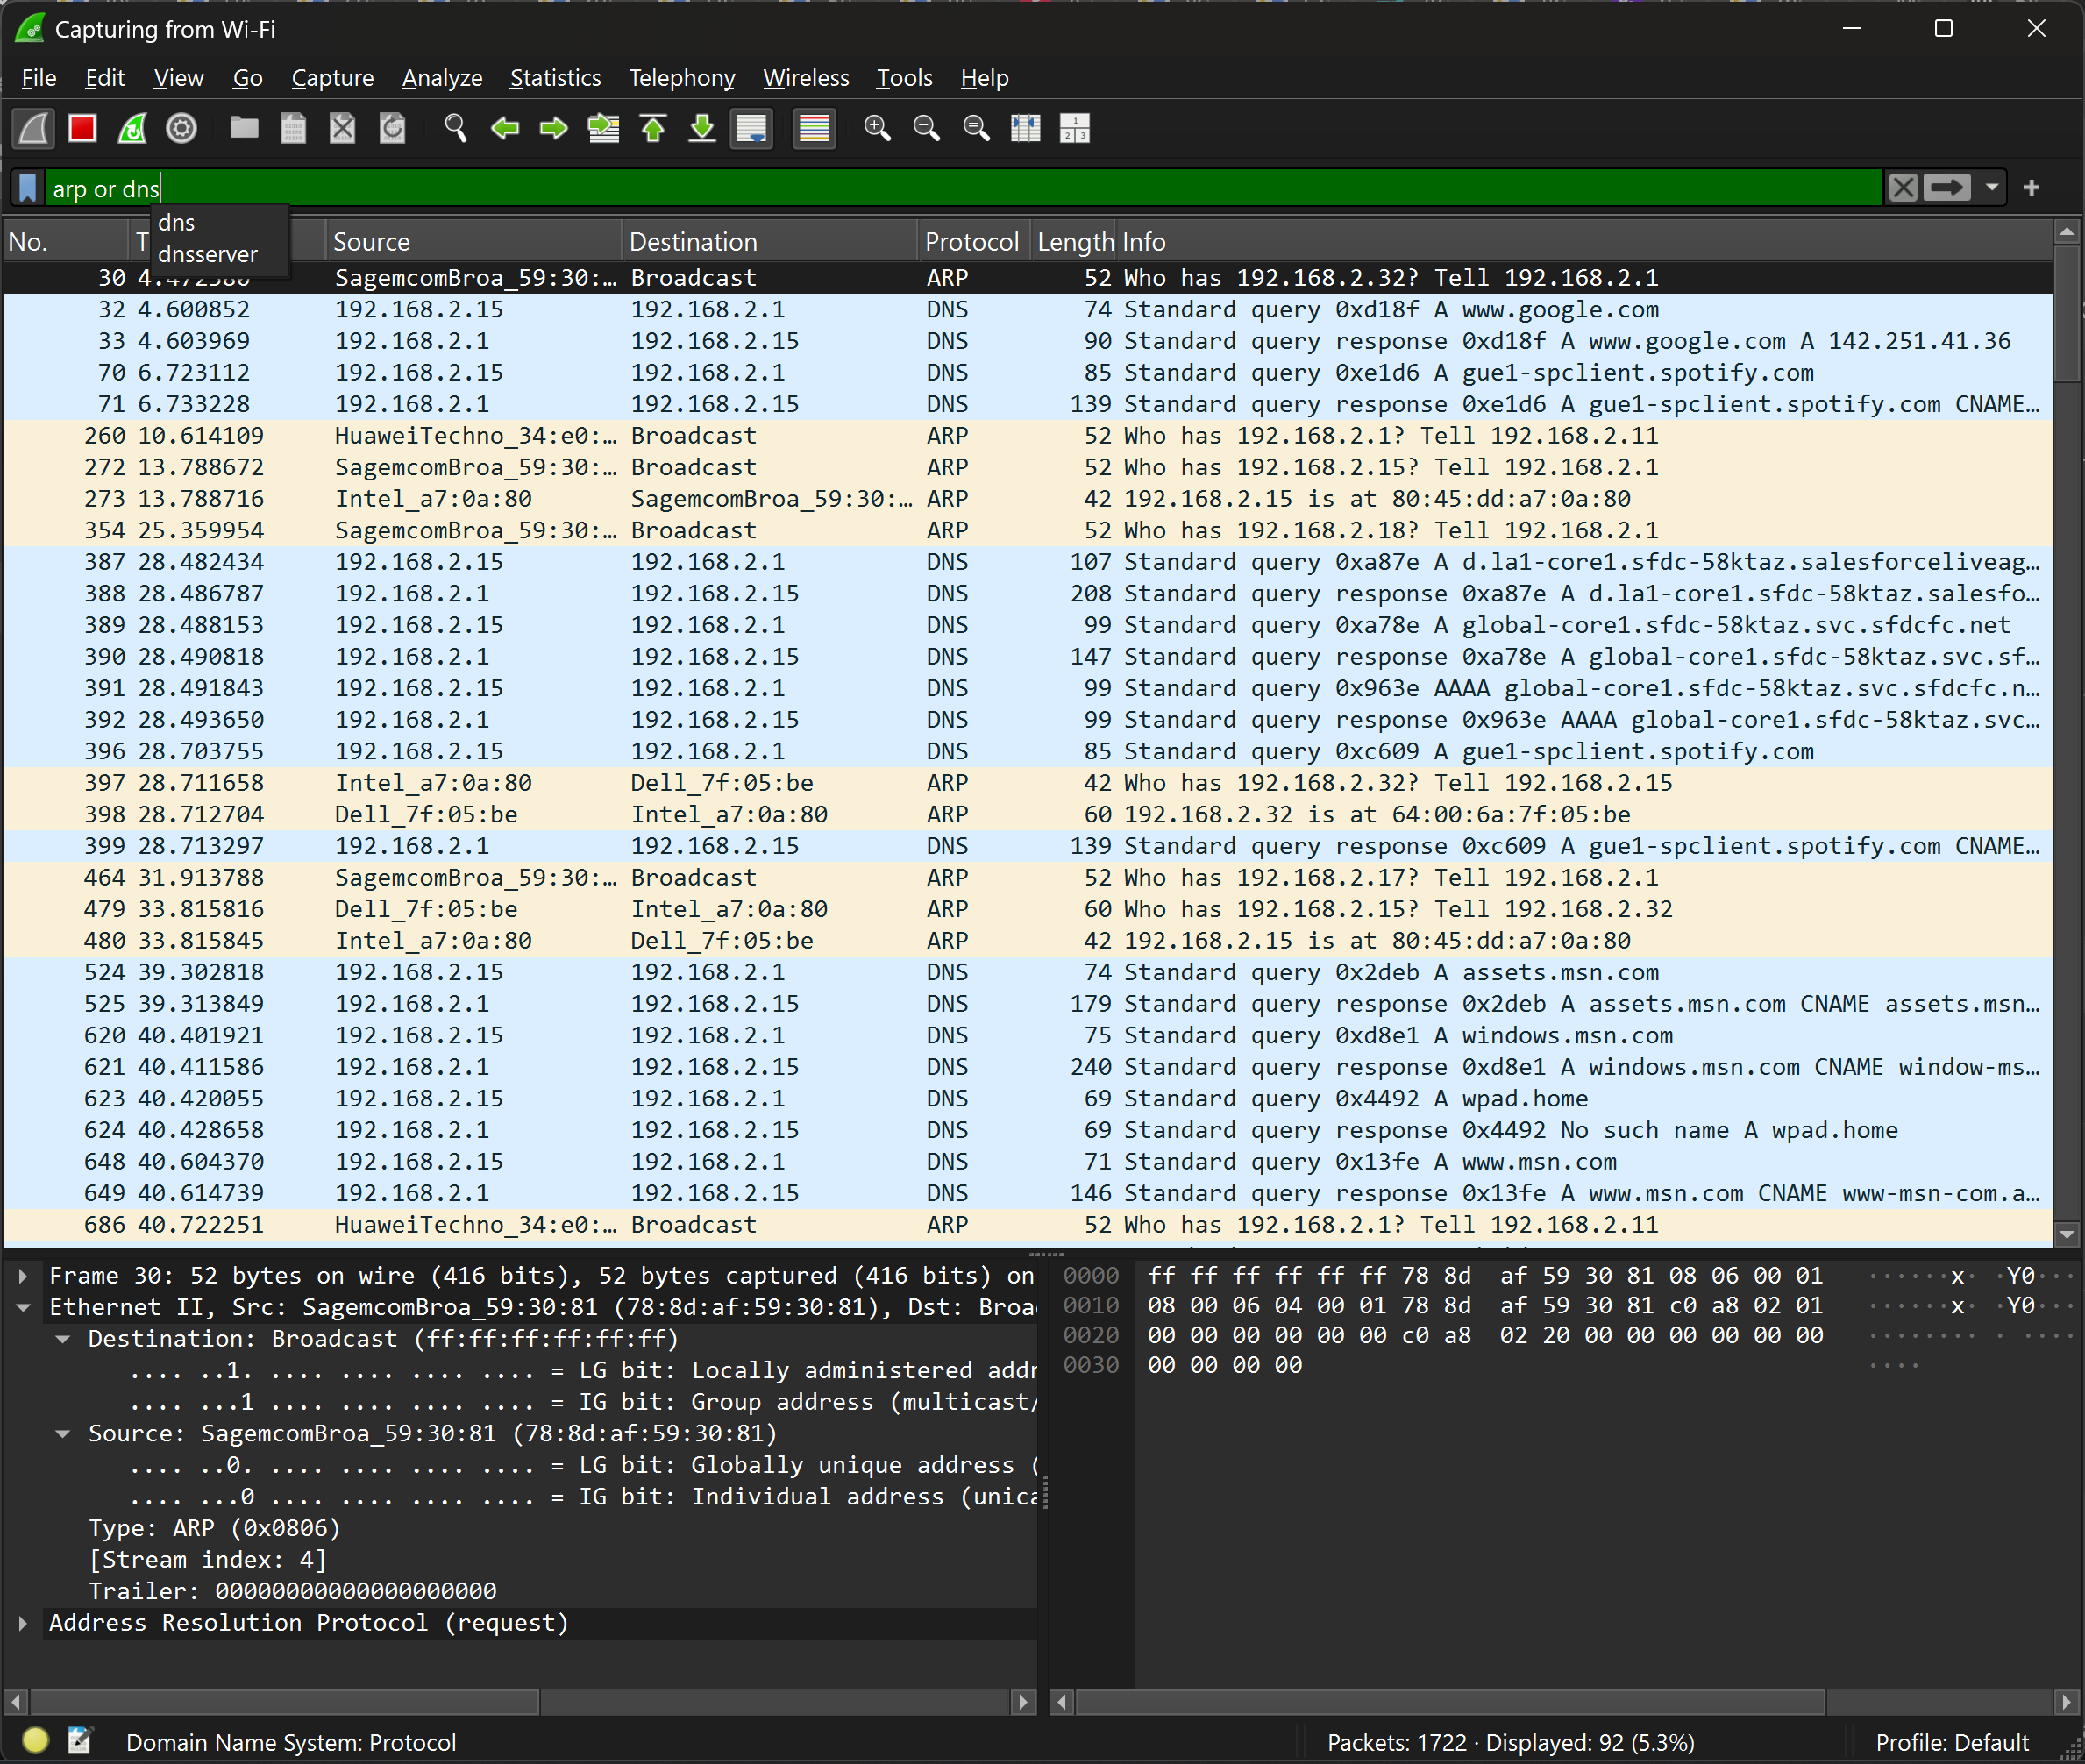 Capturing from Wi-Fi
File Edit View Go Capture Analyze Statistics Telephony Wireless Tools Help
arp or dns
dns
dnsserver
No. T Source Destination Protocol Length Info
30 SagemcomBroa_59:30:… Broadcast ARP 52 Who has 192.168.2.32? Tell 192.168.2.1
32 4.600852 192.168.2.15 192.168.2.1 DNS 74 Standard query 0xd18f A www.google.com
33 4.603969 192.168.2.1 192.168.2.15 DNS 90 Standard query response 0xd18f A www.google.com A 142.251.41.36
70 6.723112 192.168.2.15 192.168.2.1 DNS 85 Standard query 0xe1d6 A gue1-spclient.spotify.com
71 6.733228 192.168.2.1 192.168.2.15 DNS 139 Standard query response 0xe1d6 A gue1-spclient.spotify.com CNAME…
260 10.614109 HuaweiTechno_34:e0:… Broadcast ARP 52 Who has 192.168.2.1? Tell 192.168.2.11
272 13.788672 SagemcomBroa_59:30:… Broadcast ARP 52 Who has 192.168.2.15? Tell 192.168.2.1
273 13.788716 Intel_a7:0a:80 SagemcomBroa_59:30:… ARP 42 192.168.2.15 is at 80:45:dd:a7:0a:80
354 25.359954 SagemcomBroa_59:30:… Broadcast ARP 52 Who has 192.168.2.18? Tell 192.168.2.1
387 28.482434 192.168.2.15 192.168.2.1 DNS 107 Standard query 0xa87e A d.la1-core1.sfdc-58ktaz.salesforceliveag…
388 28.486787 192.168.2.1 192.168.2.15 DNS 208 Standard query response 0xa87e A d.la1-core1.sfdc-58ktaz.salesfo…
389 28.488153 192.168.2.15 192.168.2.1 DNS 99 Standard query 0xa78e A global-core1.sfdc-58ktaz.svc.sfdcfc.net
390 28.490818 192.168.2.1 192.168.2.15 DNS 147 Standard query response 0xa78e A global-core1.sfdc-58ktaz.svc.sf…
391 28.491843 192.168.2.15 192.168.2.1 DNS 99 Standard query 0x963e AAAA global-core1.sfdc-58ktaz.svc.sfdcfc.n…
392 28.493650 192.168.2.1 192.168.2.15 DNS 99 Standard query response 0x963e AAAA global-core1.sfdc-58ktaz.svc…
396 28.703755 192.168.2.15 192.168.2.1 DNS 85 Standard query 0xc609 A gue1-spclient.spotify.com
397 28.711658 Intel_a7:0a:80 Dell_7f:05:be ARP 42 Who has 192.168.2.32? Tell 192.168.2.15
398 28.712704 Dell_7f:05:be Intel_a7:0a:80 ARP 60 192.168.2.32 is at 64:00:6a:7f:05:be
399 28.713297 192.168.2.1 192.168.2.15 DNS 139 Standard query response 0xc609 A gue1-spclient.spotify.com CNAME…
464 31.913788 SagemcomBroa_59:30:… Broadcast ARP 52 Who has 192.168.2.17? Tell 192.168.2.1
479 33.815816 Dell_7f:05:be Intel_a7:0a:80 ARP 60 Who has 192.168.2.15? Tell 192.168.2.32
480 33.815845 Intel_a7:0a:80 Dell_7f:05:be ARP 42 192.168.2.15 is at 80:45:dd:a7:0a:80
524 39.302818 192.168.2.15 192.168.2.1 DNS 74 Standard query 0x2deb A assets.msn.com
525 39.313849 192.168.2.1 192.168.2.15 DNS 179 Standard query response 0x2deb A assets.msn.com CNAME assets.msn…
620 40.401921 192.168.2.15 192.168.2.1 DNS 75 Standard query 0xd8e1 A windows.msn.com
621 40.411586 192.168.2.1 192.168.2.15 DNS 240 Standard query response 0xd8e1 A windows.msn.com CNAME window-ms…
623 40.420055 192.168.2.15 192.168.2.1 DNS 69 Standard query 0x4492 A wpad.home
624 40.428658 192.168.2.1 192.168.2.15 DNS 69 Standard query response 0x4492 No such name A wpad.home
648 40.604370 192.168.2.15 192.168.2.1 DNS 71 Standard query 0x13fe A www.msn.com
649 40.614739 192.168.2.1 192.168.2.15 DNS 146 Standard query response 0x13fe A www.msn.com CNAME www-msn-com.a…
686 40.722251 HuaweiTechno_34:e0:… Broadcast ARP 52 Who has 192.168.2.1? Tell 192.168.2.11
Frame 30: 52 bytes on wire (416 bits), 52 bytes captured (416 bits) on
Ethernet II, Src: SagemcomBroa_59:30:81 (78:8d:af:59:30:81), Dst: Broa
Destination: Broadcast (ff:ff:ff:ff:ff:ff)
.... ..1. .... .... .... .... = LG bit: Locally administered addr
.... ...1 .... .... .... .... = IG bit: Group address (multicast/
Source: SagemcomBroa_59:30:81 (78:8d:af:59:30:81)
.... ..0. .... .... .... .... = LG bit: Globally unique address (
.... ...0 .... .... .... .... = IG bit: Individual address (unica
Type: ARP (0x0806)
[Stream index: 4]
Trailer: 00000000000000000000
Address Resolution Protocol (request)
0000 ff ff ff ff ff ff 78 8d af 59 30 81 08 06 00 01 ······x· ·Y0·····
0010 08 00 06 04 00 01 78 8d af 59 30 81 c0 a8 02 01 ······x· ·Y0·····
0020 00 00 00 00 00 00 c0 a8 02 20 00 00 00 00 00 00 ········ · ······
0030 00 00 00 00 ····
Domain Name System: Protocol
Packets: 1722 · Displayed: 92 (5.3%)
Profile: Default